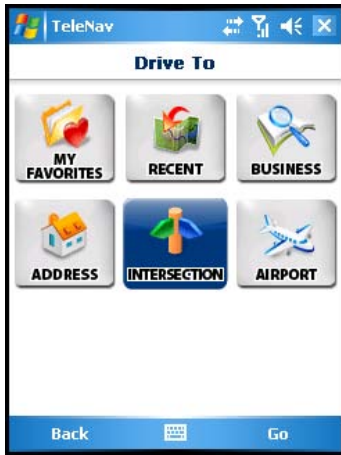 TeleNav
Drive To
MY FAVORITES
RECENT
BUSINESS
ADDRESS
INTERSECTION
AIRPORT
Back
Go